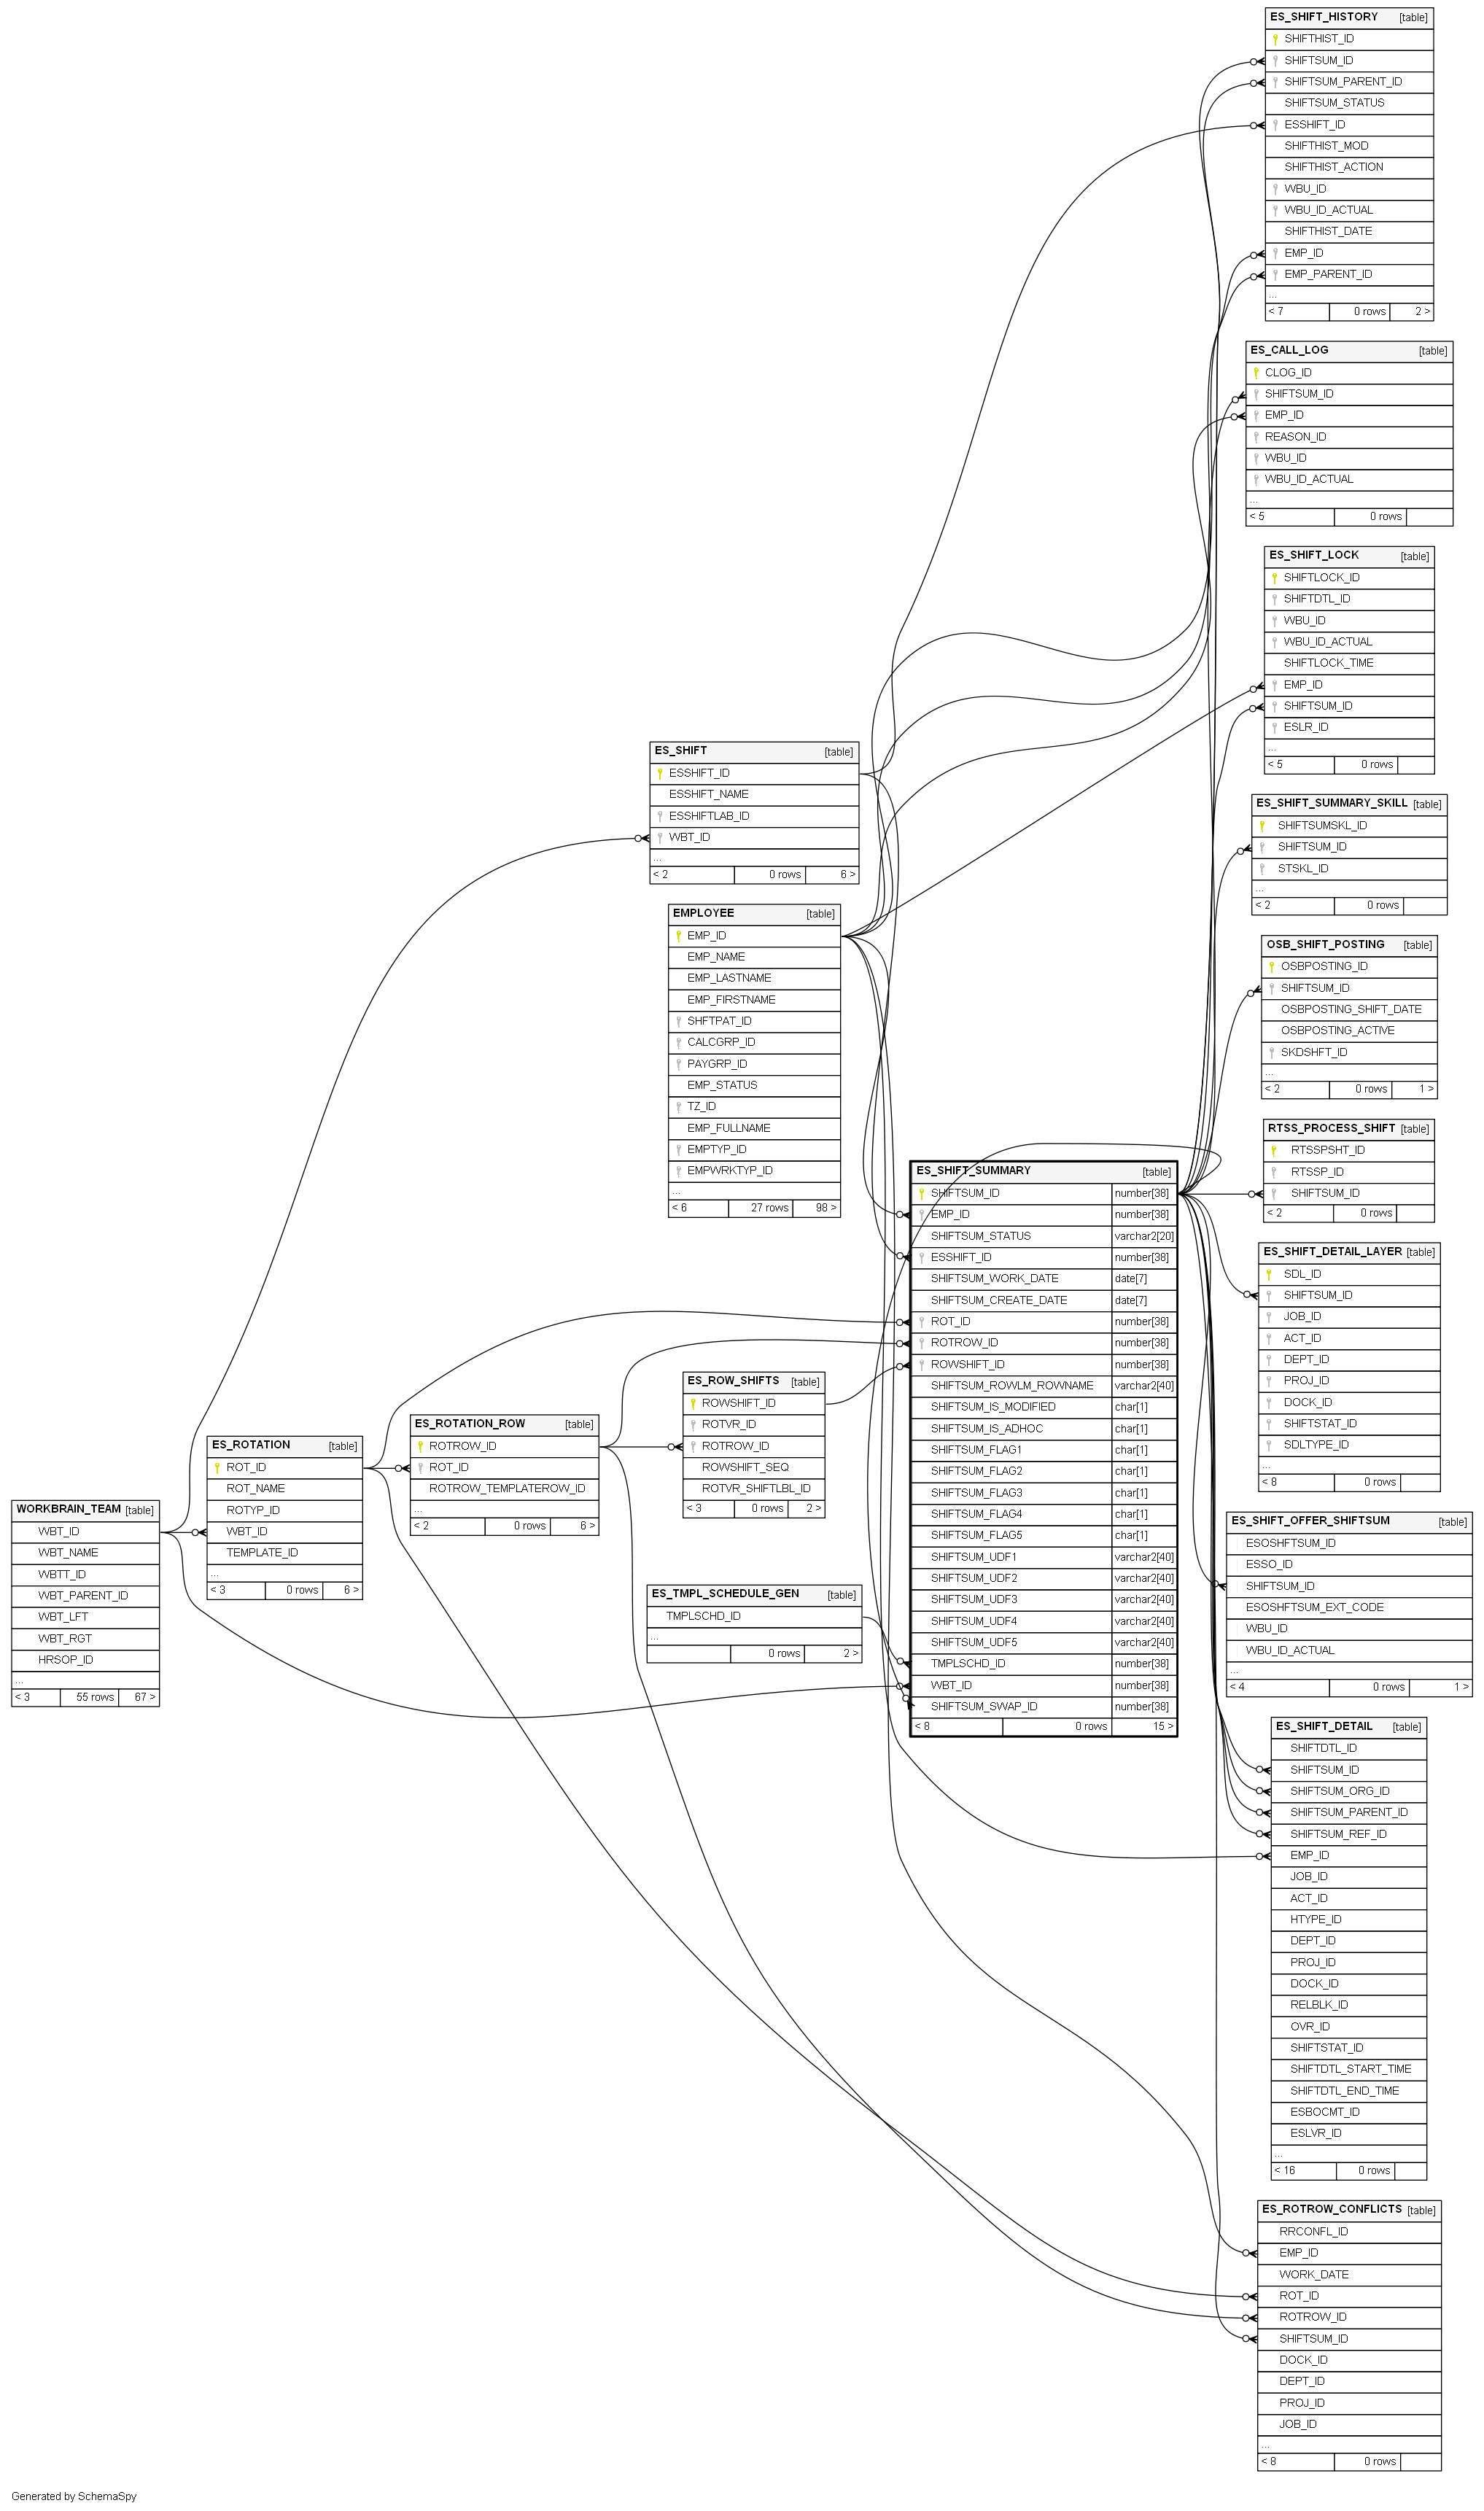 ES_SHIFT_HISTORY [table]
SHIFTHIST_ID
SHIFTSUM_ID
SHIFTSUM_PARENT_ID
SHIFTSUM_STATUS
ESSHIFT_ID
SHIFTHIST_MOD
SHIFTHIST_ACTION
WBU_ID
WBU_ID_ACTUAL
SHIFTHIST_DATE
EMP_ID
EMP_PARENT_ID
...
< 7 0 rows 2 >
ES_CALL_LOG [table]
CLOG_ID
SHIFTSUM_ID
EMP_ID
REASON_ID
WBU_ID
WBU_ID_ACTUAL
...
< 5 0 rows
ES_SHIFT_LOCK [table]
SHIFTLOCK_ID
SHIFTDTL_ID
WBU_ID
WBU_ID_ACTUAL
SHIFTLOCK_TIME
EMP_ID
SHIFTSUM_ID
ESLR_ID
...
< 5 0 rows
ES_SHIFT [table]
ESSHIFT_ID
ESSHIFT_NAME
ESSHIFTLAB_ID
WBT_ID
...
< 2 0 rows 6 >
ES_SHIFT_SUMMARY_SKILL [table]
SHIFTSUMSKL_ID
SHIFTSUM_ID
STSKL_ID
...
< 2 0 rows
EMPLOYEE [table]
EMP_ID
EMP_NAME
EMP_LASTNAME
EMP_FIRSTNAME
SHFTPAT_ID
CALCGRP_ID
PAYGRP_ID
EMP_STATUS
TZ_ID
EMP_FULLNAME
EMPTYP_ID
EMPWRKTYP_ID
...
< 6 27 rows 98 >
OSB_SHIFT_POSTING [table]
OSBPOSTING_ID
SHIFTSUM_ID
OSBPOSTING_SHIFT_DATE
OSBPOSTING_ACTIVE
SKDSHFT_ID
...
< 2 0 rows 1 >
RTSS_PROCESS_SHIFT [table]
RTSSPSHT_ID
RTSSP_ID
SHIFTSUM_ID
< 2 0 rows
ES_SHIFT_SUMMARY [table]
SHIFTSUM_ID number[38]
EMP_ID number[38]
SHIFTSUM_STATUS varchar2[20]
ESSHIFT_ID number[38]
SHIFTSUM_WORK_DATE date[7]
SHIFTSUM_CREATE_DATE date[7]
ROT_ID number[38]
ROTROW_ID number[38]
ROWSHIFT_ID number[38]
SHIFTSUM_ROWLM_ROWNAME varchar2[40]
SHIFTSUM_IS_MODIFIED char[1]
SHIFTSUM_IS_ADHOC char[1]
SHIFTSUM_FLAG1 char[1]
SHIFTSUM_FLAG2 char[1]
SHIFTSUM_FLAG3 char[1]
SHIFTSUM_FLAG4 char[1]
SHIFTSUM_FLAG5 char[1]
SHIFTSUM_UDF1 varchar2[40]
SHIFTSUM_UDF2 varchar2[40]
SHIFTSUM_UDF3 varchar2[40]
SHIFTSUM_UDF4 varchar2[40]
SHIFTSUM_UDF5 varchar2[40]
TMPLSCHD_ID number[38]
WBT_ID number[38]
SHIFTSUM_SWAP_ID number[38]
< 8 0 rows 15 >
ES_SHIFT_DETAIL_LAYER [table]
SDL_ID
SHIFTSUM_ID
JOB_ID
ACT_ID
DEPT_ID
PROJ_ID
DOCK_ID
SHIFTSTAT_ID
SDLTYPE_ID
...
< 8 0 rows
ES_ROW_SHIFTS [table]
ROWSHIFT_ID
ROTVR_ID
ROTROW_ID
ROWSHIFT_SEQ
ROTVR_SHIFTLBL_ID
< 3 0 rows 2 >
ES_ROTATION_ROW [table]
ROTROW_ID
ROT_ID
ROTROW_TEMPLATEROW_ID
...
< 2 0 rows 6 >
ES_ROTATION [table]
ROT_ID
ROT_NAME
ROTYP_ID
WBT_ID
TEMPLATE_ID
...
< 3 0 rows 6 >
WORKBRAIN_TEAM [table]
WBT_ID
WBT_NAME
WBTT_ID
WBT_PARENT_ID
WBT_LFT
WBT_RGT
HRSOP_ID
...
< 3 55 rows 67 >
ES_SHIFT_OFFER_SHIFTSUM [table]
ESOSHFTSUM_ID
ESSO_ID
SHIFTSUM_ID
ESOSHFTSUM_EXT_CODE
WBU_ID
WBU_ID_ACTUAL
...
< 4 0 rows 1 >
ES_TMPL_SCHEDULE_GEN [table]
TMPLSCHD_ID
...
0 rows 2 >
ES_SHIFT_DETAIL [table]
SHIFTDTL_ID
SHIFTSUM_ID
SHIFTSUM_ORG_ID
SHIFTSUM_PARENT_ID
SHIFTSUM_REF_ID
EMP_ID
JOB_ID
ACT_ID
HTYPE_ID
DEPT_ID
PROJ_ID
DOCK_ID
RELBLK_ID
OVR_ID
SHIFTSTAT_ID
SHIFTDTL_START_TIME
SHIFTDTL_END_TIME
ESBOCMT_ID
ESLVR_ID
...
< 16 0 rows
ES_ROTROW_CONFLICTS [table]
RRCONFL_ID
EMP_ID
WORK_DATE
ROT_ID
ROTROW_ID
SHIFTSUM_ID
DOCK_ID
DEPT_ID
PROJ_ID
JOB_ID
...
< 8 0 rows
Generated by SchemaSpy